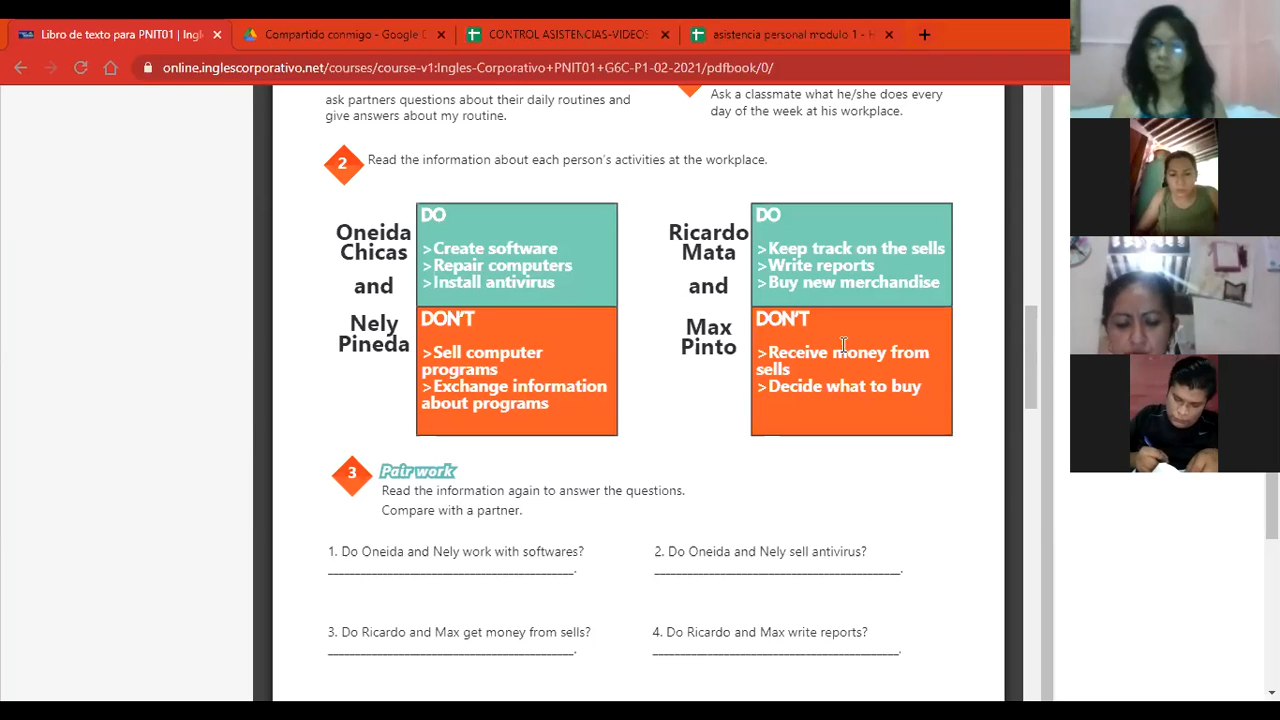 Libro de texto para PNIT01 | Ingl
Compartido conmigo - Google D
CONTROL ASISTENCIAS-VIDEOS
asistencia personal modulo 1 - H
online.inglescorporativo.net/courses/course-v1:Ingles-Corporativo+PNIT01+G6C-P1-02-2021/pdfbook/0/
ask partners questions about their daily routines and
give answers about my routine.
Ask a classmate what he/she does every
day of the week at his workplace.
2
Read the information about each person's activities at the workplace.
Oneida
Chicas
and
Nely
Pineda
DO
>Create software
>Repair computers
>Install antivirus
DON'T
>Sell computer
programs
>Exchange information
about programs
Ricardo
Mata
and
Max
Pinto
DO
>Keep track on the sells
>Write reports
>Buy new merchandise
DON'T
>Receive money from
sells
>Decide what to buy
3
Pair work
Read the information again to answer the questions.
Compare with a partner.
1. Do Oneida and Nely work with softwares?
2. Do Oneida and Nely sell antivirus?
3. Do Ricardo and Max get money from sells?
4. Do Ricardo and Max write reports?